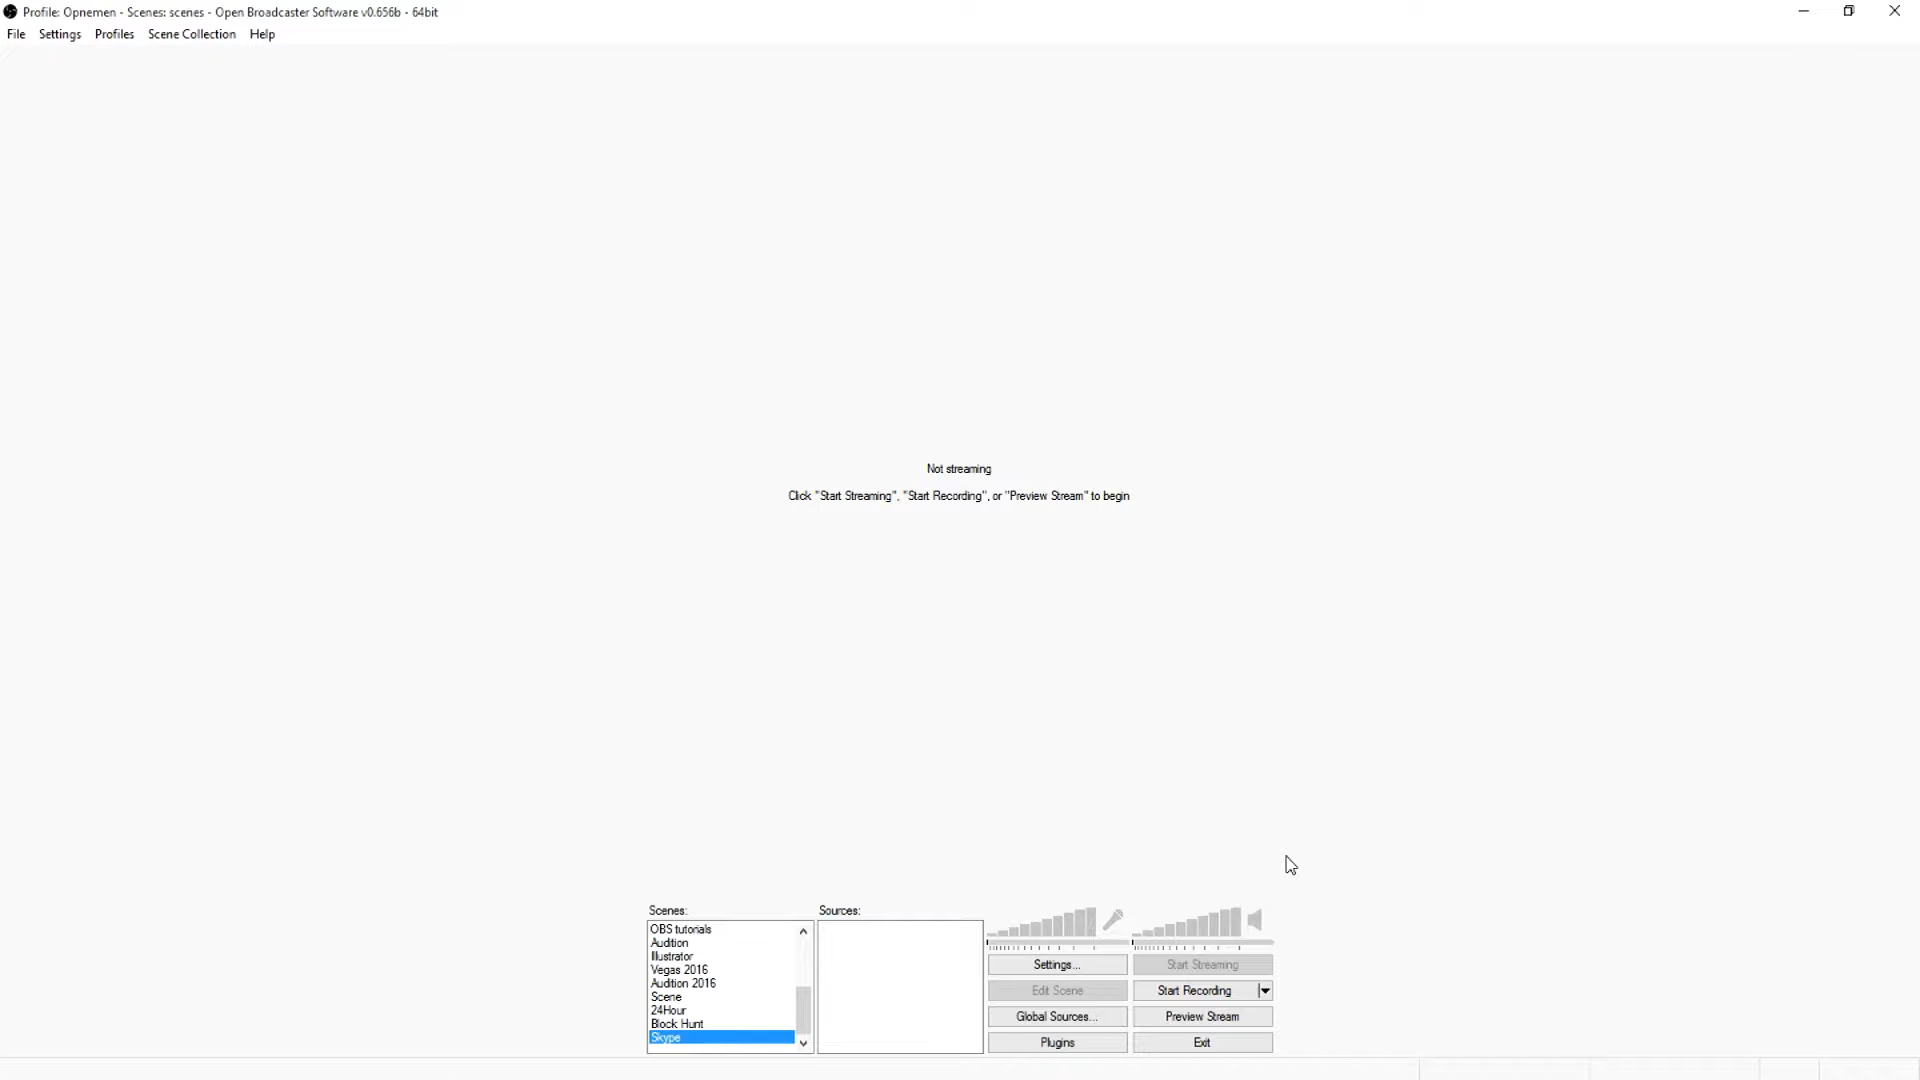 Profile: Opnemen - Scenes: scenes - Open Broadcaster Software v0.656b - 64bit
File Settings Profiles Scene Collection Help
Not streaming
Click "Start Streaming", "Start Recording", or "Preview Stream" to begin
Scenes:
OBS tutorials
Audition
Illustrator
Vegas 2016
Audition 2016
Scene
24Hour
Block Hunt
Skype
Sources:
Settings...
Start Streaming
Edit Scene
Start Recording
Global Sources...
Preview Stream
Plugins
Exit